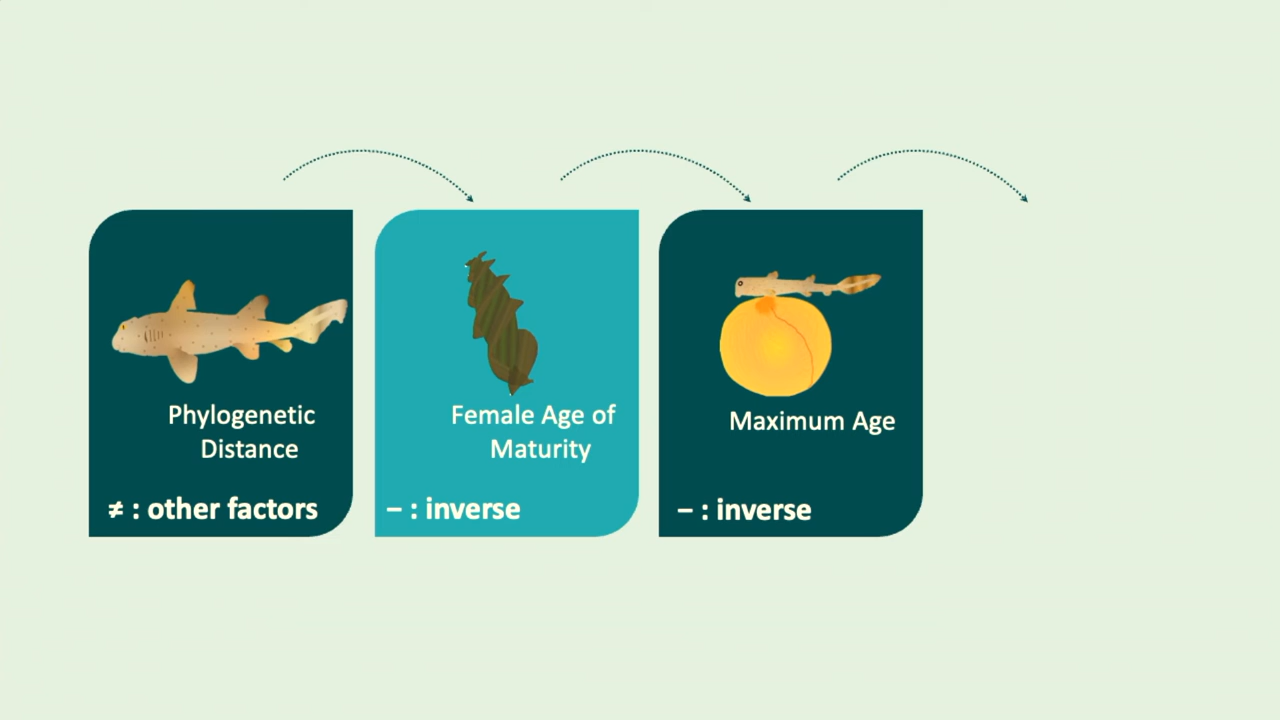 Phylogenetic
Distance
≠ : other factors
Female Age of
Maturity
– : inverse
Maximum Age
– : inverse